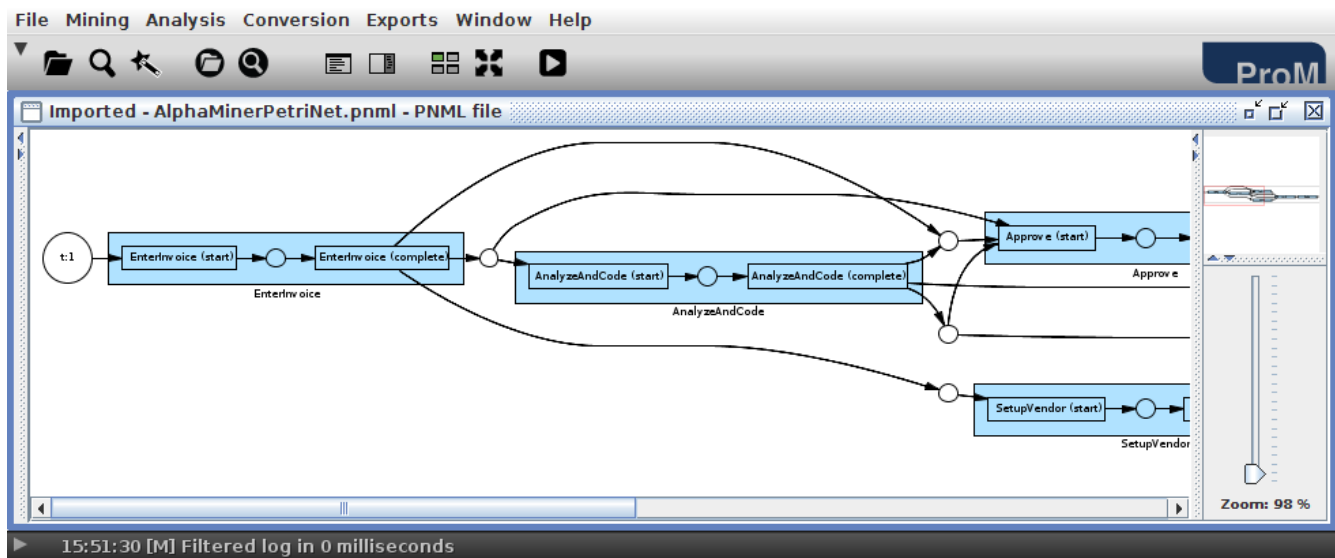 File Mining Analysis Conversion Exports Window Help
ProM
Imported - AlphaMinerPetriNet.pnml - PNML file
t:1
EnterInvoice (start)
EnterInvoice (complete)
EnterInvoice
AnalyzeAndCode (start)
AnalyzeAndCode (complete)
AnalyzeAndCode
Approve (start)
Approve
SetupVendor (start)
SetupVendor
Zoom: 98 %
15:51:30 [M] Filtered log in 0 milliseconds